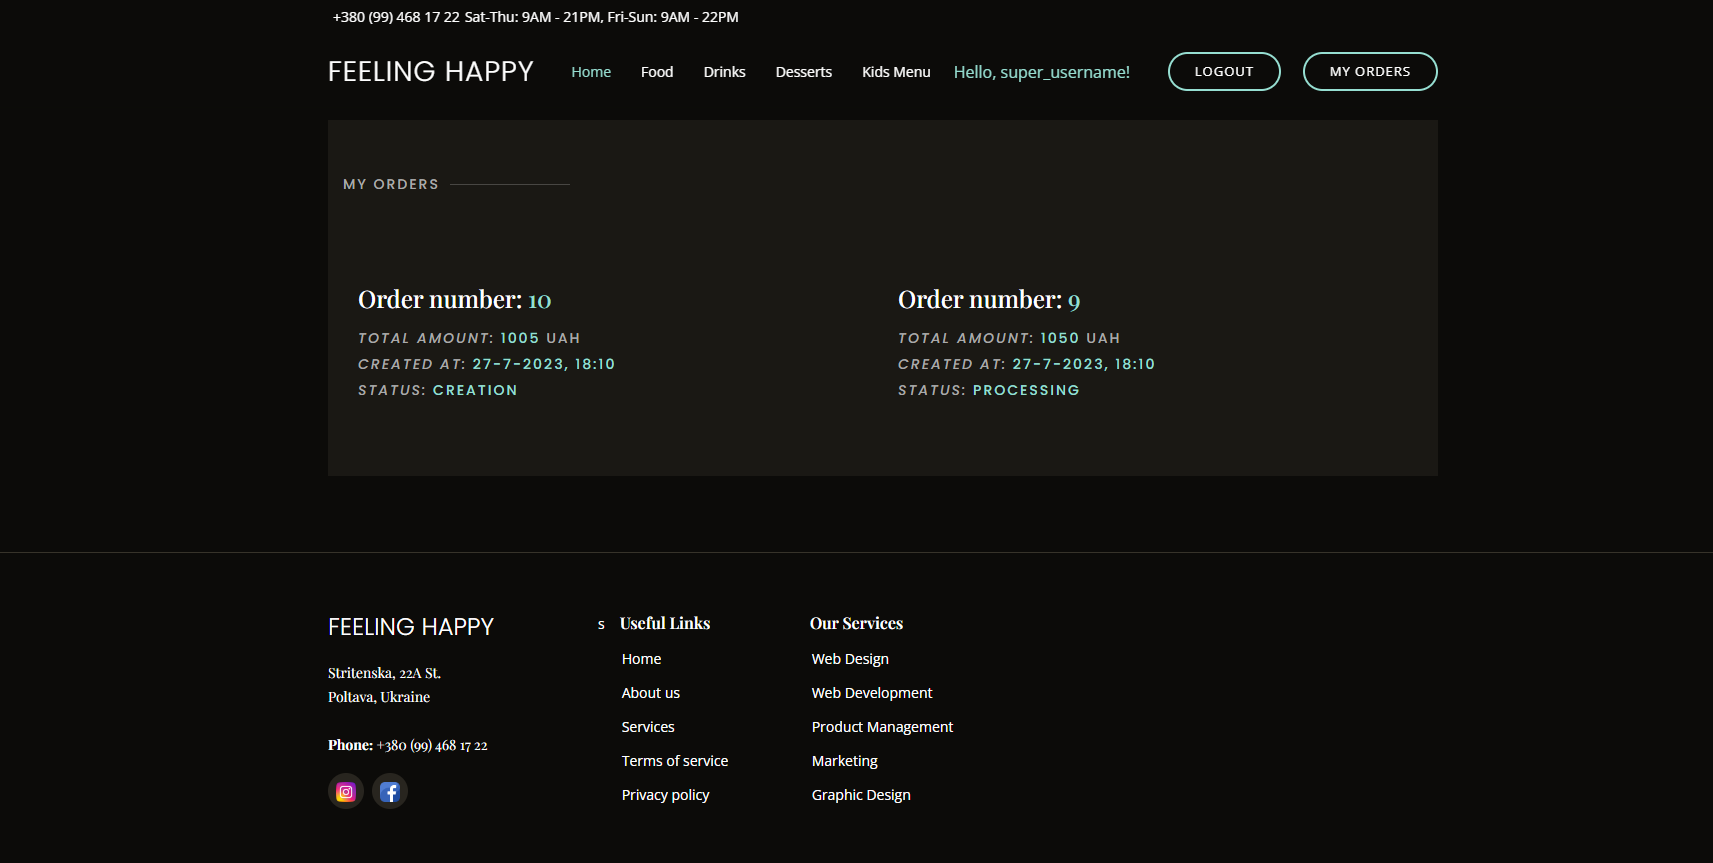 +380 (99) 468 17 22 Sat-Thu: 9AM - 21PM, Fri-Sun: 9AM - 22PM
FEELING HAPPY Home Food Drinks Desserts Kids Menu Hello, super_username! LOGOUT MY ORDERS
MY ORDERS
Order number: 10
TOTAL AMOUNT: 1005 UAH
CREATED AT: 27-7-2023, 18:10
STATUS: CREATION
Order number: 9
TOTAL AMOUNT: 1050 UAH
CREATED AT: 27-7-2023, 18:10
STATUS: PROCESSING
FEELING HAPPY
Stritenska, 22A St.
Poltava, Ukraine
Phone: +380 (99) 468 17 22
s
Useful Links
Home
About us
Services
Terms of service
Privacy policy
Our Services
Web Design
Web Development
Product Management
Marketing
Graphic Design